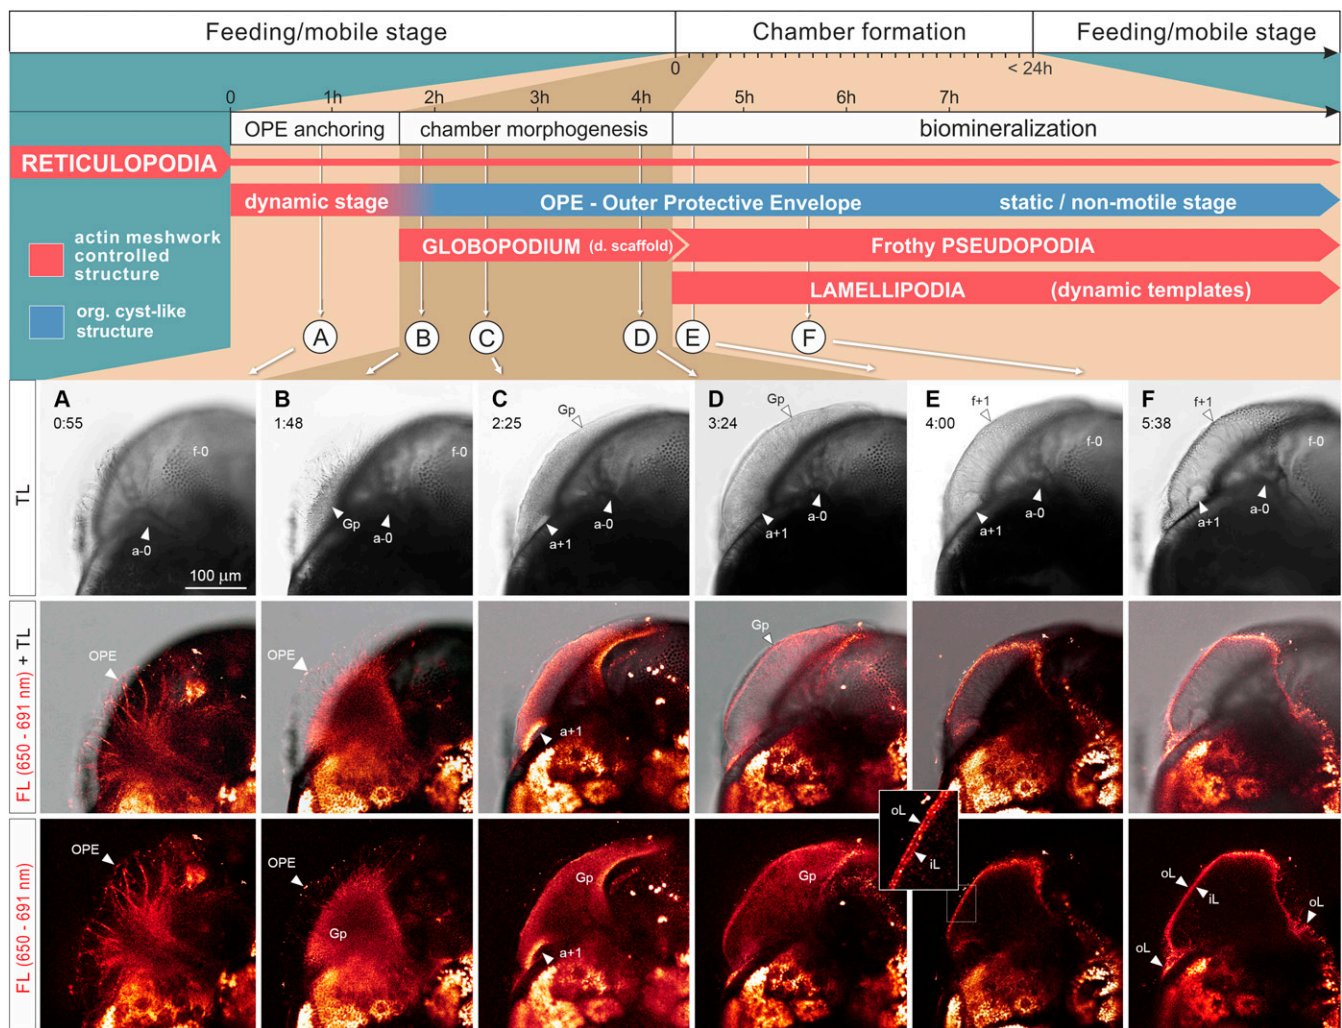 Feeding/mobile stage
Chamber formation
Feeding/mobile stage
0
< 24h
0
1h
2h
3h
4h
5h
6h
7h
OPE anchoring
chamber morphogenesis
biomineralization
RETICULOPODIA
dynamic stage
OPE - Outer Protective Envelope
static / non-motile stage
actin meshwork
controlled
structure
GLOBOPODIUM (d. scaffold)
Frothy PSEUDOPODIA
LAMELLIPODIA
(dynamic templates)
org. cyst-like
structure
A
B
C
D
E
F
TL
A
0:55
f-0
a-0
100 µm
B
1:48
f-0
Gp
a-0
C
2:25
Gp
a-0
a+1
D
3:24
Gp
a-0
a+1
E
4:00
f+1
f-0
a-0
a+1
F
5:38
f+1
f-0
a-0
a+1
FL (650 - 691 nm) + TL
OPE
OPE
a+1
Gp
FL (650 - 691 nm)
OPE
OPE
Gp
Gp
a+1
Gp
oL
iL
oL
iL
oL
oL